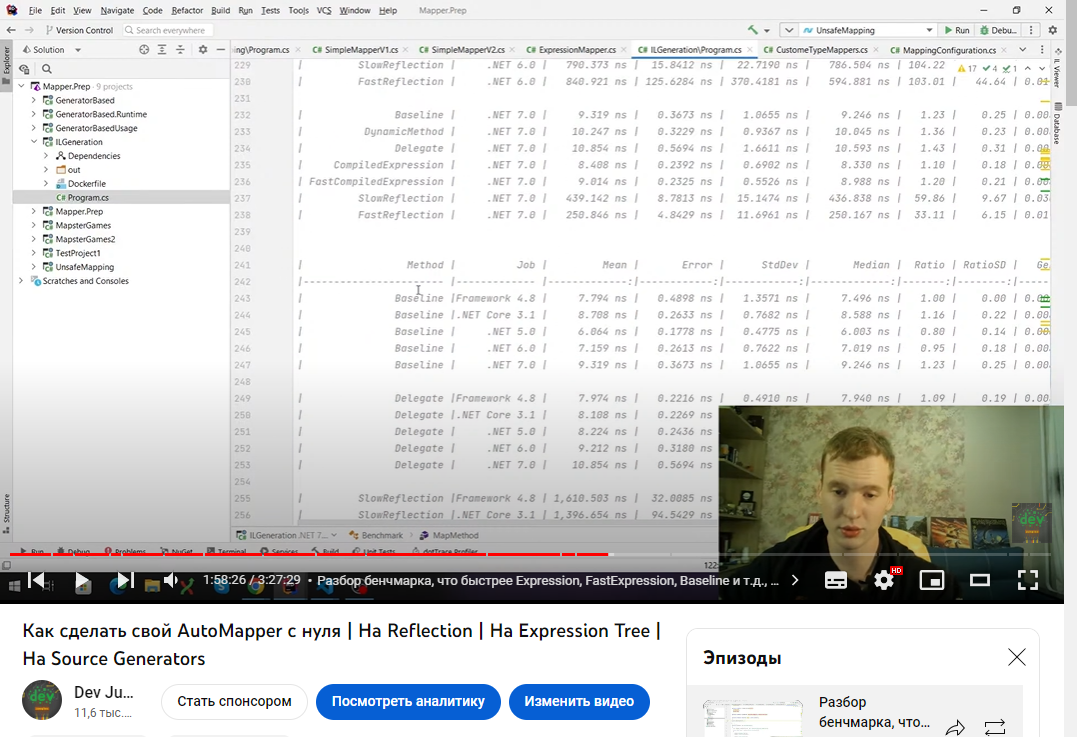 File Edit View Navigate Code Refactor Build Run Tests Tools VCS Window Help Mapper.Prep
Version Control Search everywhere UnsafeMapping Run Debu...
Explorer
Solution
ing\Program.cs SimpleMapperV1.cs SimpleMapperV2.cs ExpressionMapper.cs ILGeneration\Program.cs CustomeTypeMappers.cs MappingConfiguration.cs
17 4 1
IL Viewer
Database
Mapper.Prep · 9 projects
GeneratorBased
GeneratorBased.Runtime
GeneratorBasedUsage
ILGeneration
Dependencies
out
Dockerfile
C# Program.cs
Mapper.Prep
MapsterGames
MapsterGames2
TestProject1
UnsafeMapping
Scratches and Consoles
Structure
229 | SlowReflection | .NET 6.0 | 790.373 ns | 15.8412 ns | 22.7190 ns | 786.504 ns | 104.22
230 | FastReflection | .NET 6.0 | 840.921 ns | 125.6284 ns | 370.4181 ns | 594.881 ns | 103.01 | 44.64 | 0.01
231
232 | Baseline | .NET 7.0 | 9.319 ns | 0.3673 ns | 1.0655 ns | 9.246 ns | 1.23 | 0.25 | 0.00
233 | DynamicMethod | .NET 7.0 | 10.247 ns | 0.3229 ns | 0.9367 ns | 10.045 ns | 1.36 | 0.23 | 0.00
234 | Delegate | .NET 7.0 | 10.854 ns | 0.5694 ns | 1.6611 ns | 10.593 ns | 1.43 | 0.31 | 0.00
235 | CompiledExpression | .NET 7.0 | 8.408 ns | 0.2392 ns | 0.6902 ns | 8.330 ns | 1.10 | 0.18 | 0.00
236 | FastCompiledExpression | .NET 7.0 | 9.014 ns | 0.2325 ns | 0.5526 ns | 8.988 ns | 1.20 | 0.21 | 0.00
237 | SlowReflection | .NET 7.0 | 439.142 ns | 8.7813 ns | 15.1474 ns | 436.838 ns | 59.86 | 9.67 | 0.03
238 | FastReflection | .NET 7.0 | 250.846 ns | 4.8429 ns | 11.6961 ns | 250.167 ns | 33.11 | 6.15 | 0.01
239
240
241 | Method | Job | Mean | Error | StdDev | Median | Ratio | RatioSD | Ge
242
243 | Baseline |Framework 4.8 | 7.794 ns | 0.4898 ns | 1.3571 ns | 7.496 ns | 1.00 | 0.00 | 0.00
244 | Baseline |.NET Core 3.1 | 8.708 ns | 0.2633 ns | 0.7682 ns | 8.588 ns | 1.16 | 0.22 | 0.00
245 | Baseline | .NET 5.0 | 6.064 ns | 0.1778 ns | 0.4775 ns | 6.003 ns | 0.80 | 0.14 | 0.00
246 | Baseline | .NET 6.0 | 7.159 ns | 0.2613 ns | 0.7622 ns | 7.019 ns | 0.95 | 0.18 | 0.00
247 | Baseline | .NET 7.0 | 9.319 ns | 0.3673 ns | 1.0655 ns | 9.246 ns | 1.23 | 0.25 | 0.00
248
249 | Delegate |Framework 4.8 | 7.974 ns | 0.2216 ns | 0.4910 ns | 7.940 ns | 1.09 | 0.19 | 0.00
250 | Delegate |.NET Core 3.1 | 8.108 ns | 0.2269 ns
251 | Delegate | .NET 5.0 | 8.224 ns | 0.2436 ns
252 | Delegate | .NET 6.0 | 9.212 ns | 0.3180 ns
253 | Delegate | .NET 7.0 | 10.854 ns | 0.5694 ns
254
255 | SlowReflection |Framework 4.8 | 1,610.503 ns | 32.0085 ns
256 | SlowReflection |.NET Core 3.1 | 1,396.654 ns | 94.5429 ns
ILGeneration .NET 7... Benchmark MapMethod
Run Debug Problems NuGet Terminal Services Build Unit Tests dotTrace Profiler
122:
dev
1:58:26 / 3:27:29 • Разбор бенчмарка, что быстрее Expression, FastExpression, Baseline и т.д., ...
HD
Как сделать свой AutoMapper с нуля | На Reflection | На Expression Tree |
На Source Generators
dev
Dev Ju...
11,6 тыс....
Стать спонсором
Посмотреть аналитику
Изменить видео
Эпизоды
Разбор
бенчмарка, что...